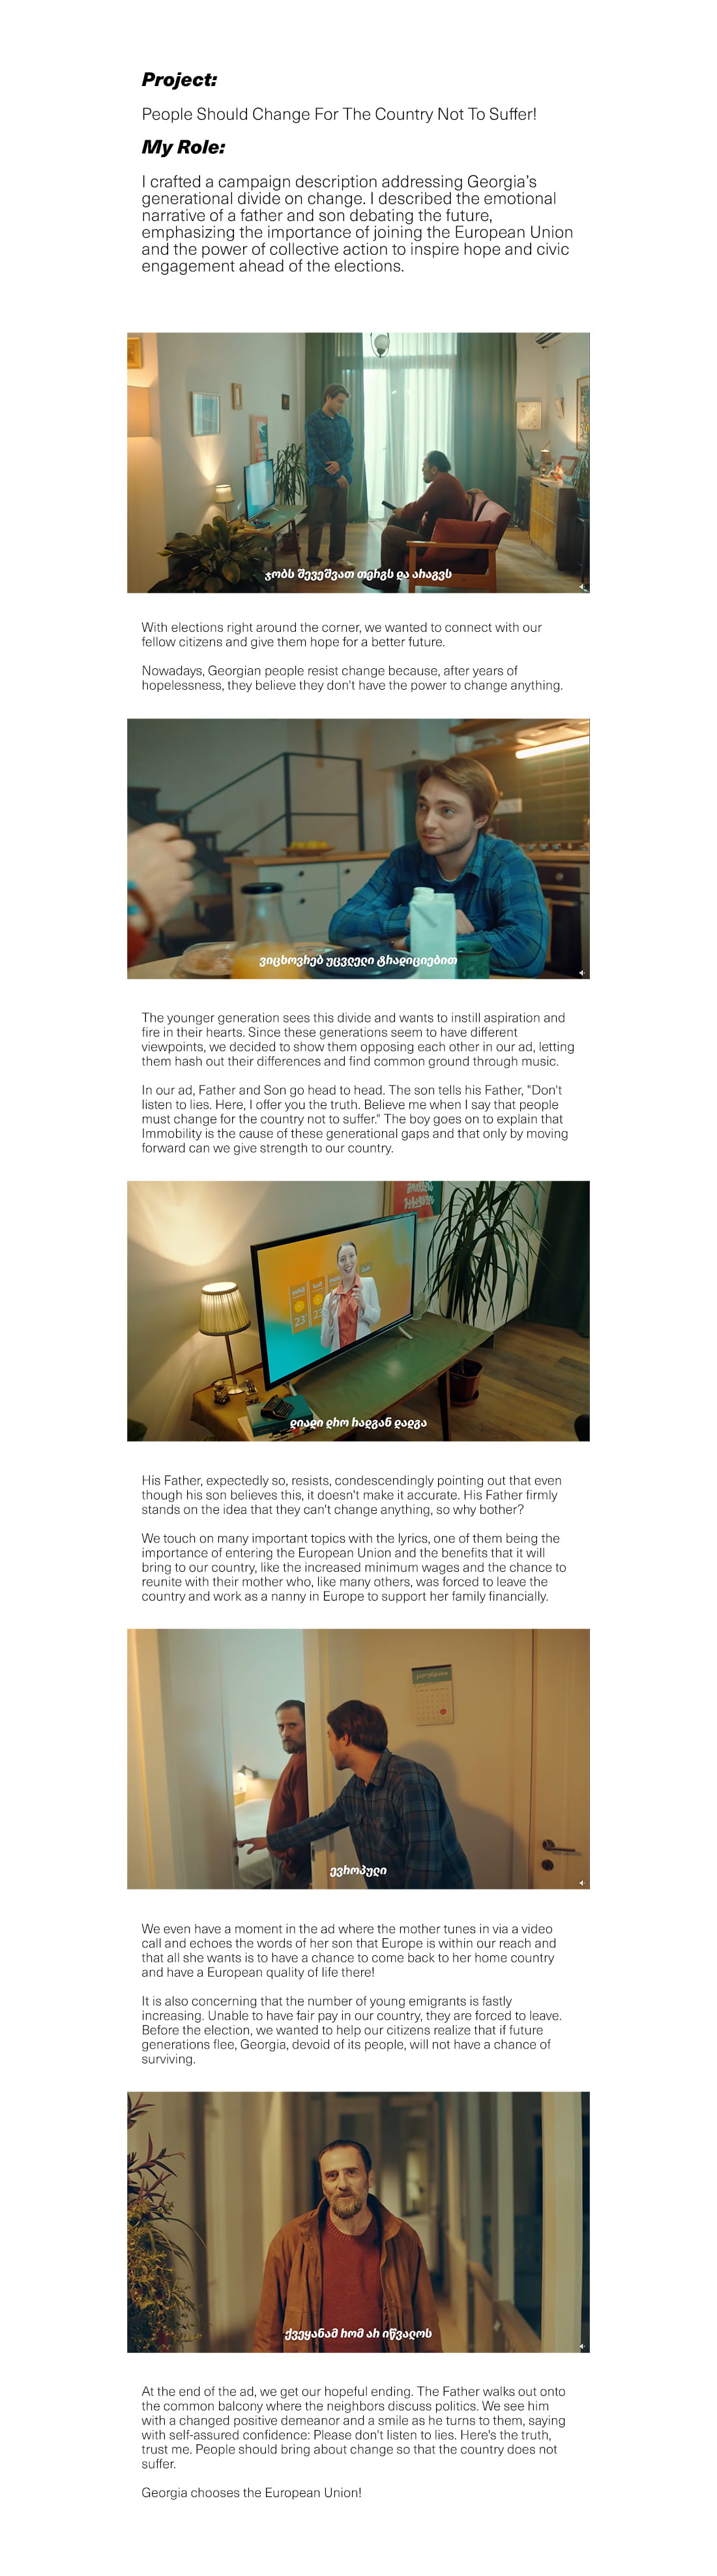 Project:
People Should Change For The Country Not To Suffer!
My Role:
I crafted a campaign description addressing Georgia's
generational divide on change. I described the emotional
narrative of a father and son debating the future,
emphasizing the importance of joining the European Union
and the power of collective action to inspire hope and civic
engagement ahead of the elections.
ჯობს შევეშვათ თერგს და არაგვს
With elections right around the corner, we wanted to connect with our
fellow citizens and give them hope for a better future.
Nowadays, Georgian people resist change because, after years of
hopelessness, they believe they don't have the power to change anything.
ვიცხოვრებ უცვლელი ტრადიციებით
The younger generation sees this divide and wants to instill aspiration and
fire in their hearts. Since these generations seem to have different
viewpoints, we decided to show them opposing each other in our ad, letting
them hash out their differences and find common ground through music.
In our ad, Father and Son go head to head. The son tells his Father, "Don't
listen to lies. Here, I offer you the truth. Believe me when I say that people
must change for the country not to suffer." The boy goes on to explain that
Immobility is the cause of these generational gaps and that only by moving
forward can we give strength to our country.
23°
23°
დიადი დრო რადგან დადგა
His Father, expectedly so, resists, condescendingly pointing out that even
though his son believes this, it doesn't make it accurate. His Father firmly
stands on the idea that they can't change anything, so why bother?
We touch on many important topics with the lyrics, one of them being the
importance of entering the European Union and the benefits that it will
bring to our country, like the increased minimum wages and the chance to
reunite with their mother who, like many others, was forced to leave the
country and work as a nanny in Europe to support her family financially.
ევროპული
We even have a moment in the ad where the mother tunes in via a video
call and echoes the words of her son that Europe is within our reach and
that all she wants is to have a chance to come back to her home country
and have a European quality of life there!
It is also concerning that the number of young emigrants is fastly
increasing. Unable to have fair pay in our country, they are forced to leave.
Before the election, we wanted to help our citizens realize that if future
generations flee, Georgia, devoid of its people, will not have a chance of
surviving.
ქვეყანამ რომ არ იწვალოს
At the end of the ad, we get our hopeful ending. The Father walks out onto
the common balcony where the neighbors discuss politics. We see him
with a changed positive demeanor and a smile as he turns to them, saying
with self-assured confidence: Please don't listen to lies. Here's the truth,
trust me. People should bring about change so that the country does not
suffer.
Georgia chooses the European Union!